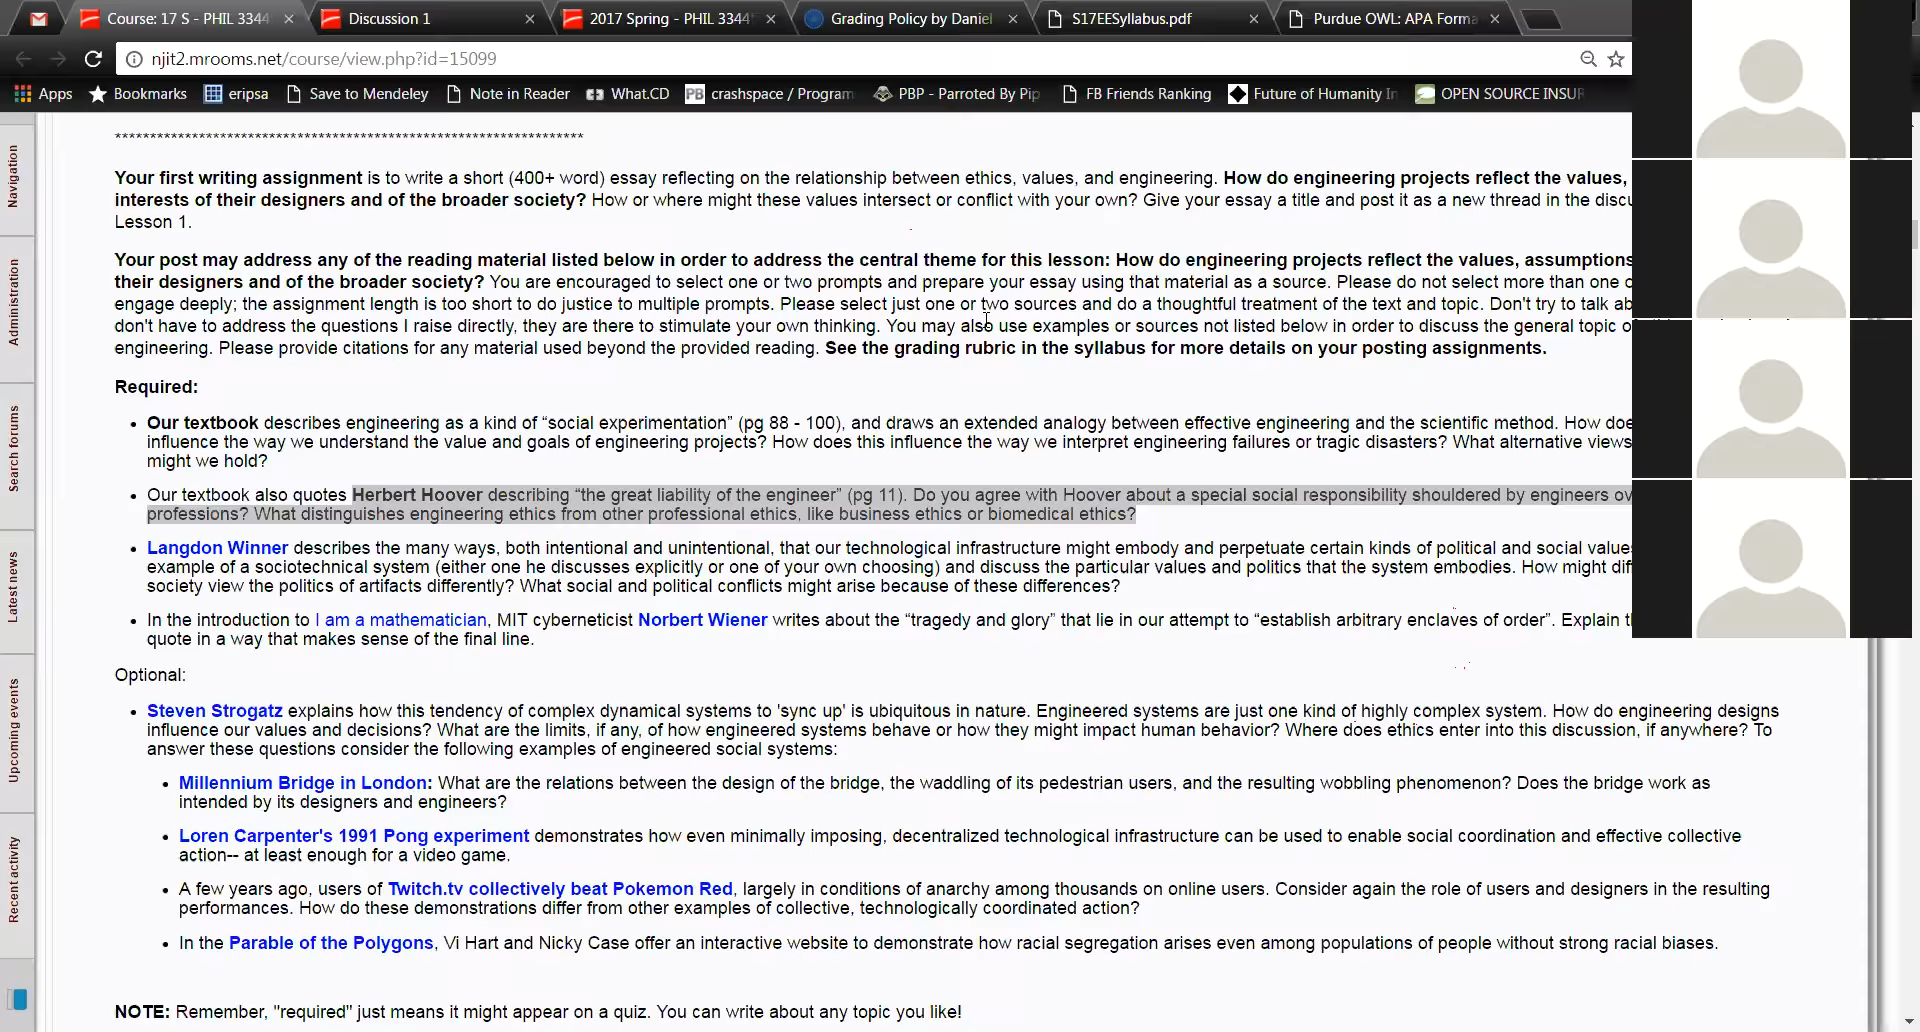 Course: 17 S - PHIL 3344
Discussion 1
2017 Spring - PHIL 3344
Grading Policy by Daniel
S17EESyllabus.pdf
Purdue OWL: APA Forma
njit2.mrooms.net/course/view.php?id=15099
Apps
Bookmarks
eripsa
Save to Mendeley
Note in Reader
What.CD
PB crashspace / Program
PBP - Parroted By Pip
FB Friends Ranking
Future of Humanity In
OPEN SOURCE INSUR
Navigation
Administration
Search forums
Latest news
Upcoming events
Recent activity
*******************************************************************
Your first writing assignment is to write a short (400+ word) essay reflecting on the relationship between ethics, values, and engineering. How do engineering projects reflect the values,
interests of their designers and of the broader society? How or where might these values intersect or conflict with your own? Give your essay a title and post it as a new thread in the discu
Lesson 1.
Your post may address any of the reading material listed below in order to address the central theme for this lesson: How do engineering projects reflect the values, assumptions
their designers and of the broader society? You are encouraged to select one or two prompts and prepare your essay using that material as a source. Please do not select more than one o
engage deeply; the assignment length is too short to do justice to multiple prompts. Please select just one or two sources and do a thoughtful treatment of the text and topic. Don't try to talk ab
don't have to address the questions I raise directly, they are there to stimulate your own thinking. You may also use examples or sources not listed below in order to discuss the general topic o
engineering. Please provide citations for any material used beyond the provided reading. See the grading rubric in the syllabus for more details on your posting assignments.
Required:
Our textbook describes engineering as a kind of “social experimentation” (pg 88 - 100), and draws an extended analogy between effective engineering and the scientific method. How doe
influence the way we understand the value and goals of engineering projects? How does this influence the way we interpret engineering failures or tragic disasters? What alternative views
might we hold?
Our textbook also quotes Herbert Hoover describing “the great liability of the engineer” (pg 11). Do you agree with Hoover about a special social responsibility shouldered by engineers ov
professions? What distinguishes engineering ethics from other professional ethics, like business ethics or biomedical ethics?
Langdon Winner describes the many ways, both intentional and unintentional, that our technological infrastructure might embody and perpetuate certain kinds of political and social value
example of a sociotechnical system (either one he discusses explicitly or one of your own choosing) and discuss the particular values and politics that the system embodies. How might dif
society view the politics of artifacts differently? What social and political conflicts might arise because of these differences?
In the introduction to I am a mathematician, MIT cyberneticist Norbert Wiener writes about the “tragedy and glory” that lie in our attempt to “establish arbitrary enclaves of order”. Explain t
quote in a way that makes sense of the final line.
Optional:
Steven Strogatz explains how this tendency of complex dynamical systems to 'sync up' is ubiquitous in nature. Engineered systems are just one kind of highly complex system. How do engineering designs
influence our values and decisions? What are the limits, if any, of how engineered systems behave or how they might impact human behavior? Where does ethics enter into this discussion, if anywhere? To
answer these questions consider the following examples of engineered social systems:
Millennium Bridge in London: What are the relations between the design of the bridge, the waddling of its pedestrian users, and the resulting wobbling phenomenon? Does the bridge work as
intended by its designers and engineers?
Loren Carpenter's 1991 Pong experiment demonstrates how even minimally imposing, decentralized technological infrastructure can be used to enable social coordination and effective collective
action-- at least enough for a video game.
A few years ago, users of Twitch.tv collectively beat Pokemon Red, largely in conditions of anarchy among thousands on online users. Consider again the role of users and designers in the resulting
performances. How do these demonstrations differ from other examples of collective, technologically coordinated action?
In the Parable of the Polygons, Vi Hart and Nicky Case offer an interactive website to demonstrate how racial segregation arises even among populations of people without strong racial biases.
NOTE: Remember, "required" just means it might appear on a quiz. You can write about any topic you like!